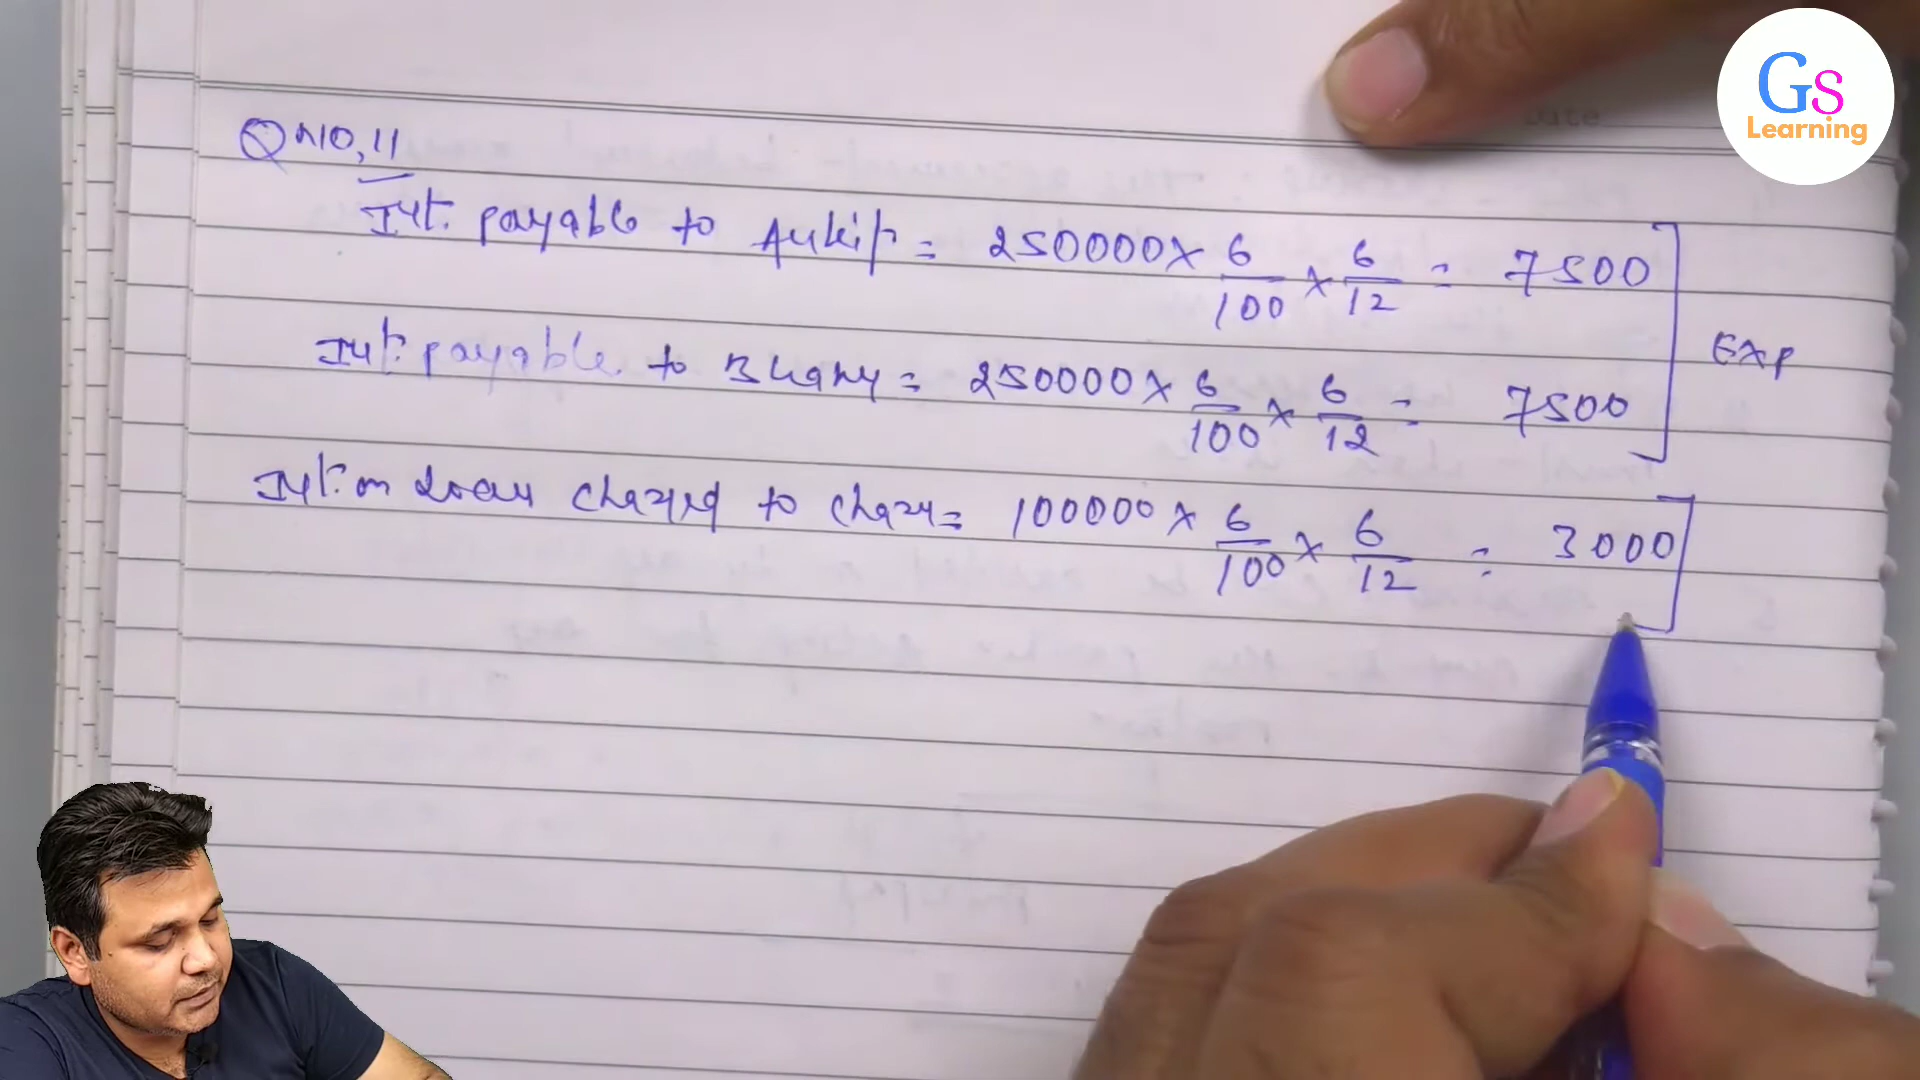 Gs
Learning
Date
Q no. 11
Int. payable to Ankit = 250000 × 6/100 × 6/12 = 7500
Exp
Int. payable to Bhanu = 250000 × 6/100 × 6/12 = 7500
Int. on loan charged to Charu = 100000 × 6/100 × 6/12 = 3000